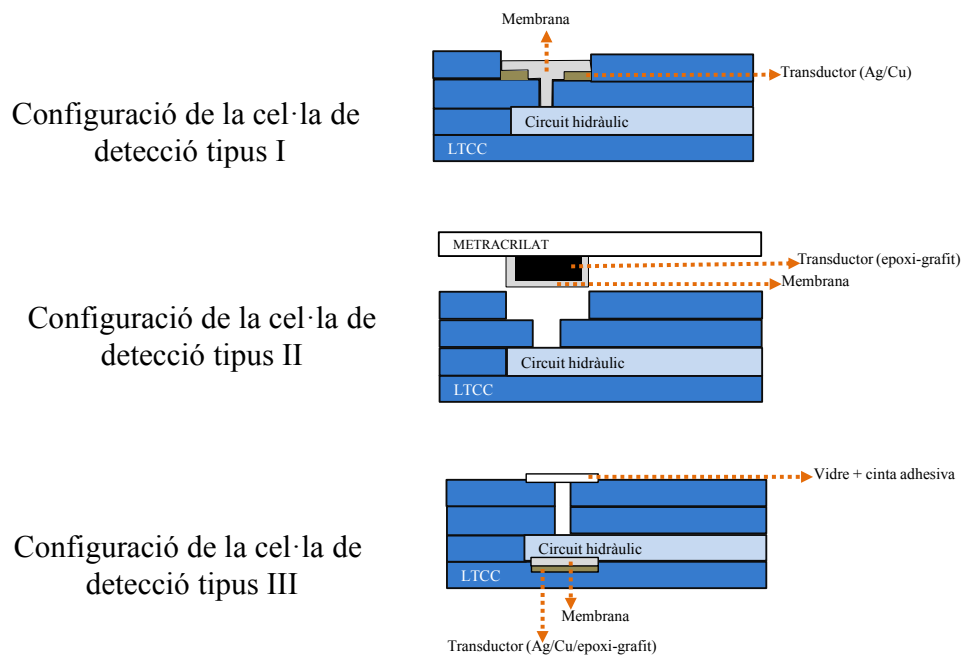 Membrana
Transductor (Ag/Cu)
Configuració de la cel·la de
detecció tipus I
Circuit hidràulic
LTCC
METRACRILAT
Transductor (epoxi-grafit)
Membrana
Configuració de la cel·la de
detecció tipus II
Circuit hidràulic
LTCC
Vidre + cinta adhesiva
Configuració de la cel·la de
detecció tipus III
Circuit hidràulic
LTCC
Membrana
Transductor (Ag/Cu/epoxi-grafit)